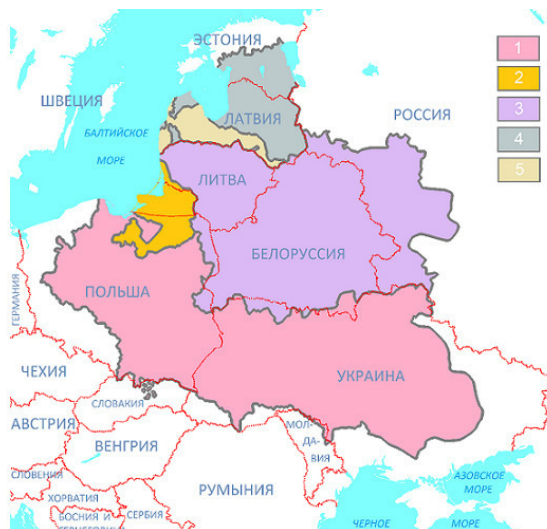 ЭСТОНИЯ
1
ШВЕЦИЯ
2
ЛАТВИЯ
РОССИЯ
3
БАЛТИЙСКОЕ
МОРЕ
4
5
ЛИТВА
БЕЛОРУССИЯ
ПОЛЬША
ГЕРМАНИЯ
ЧЕХИЯ
УКРАИНА
СЛОВАКИЯ
АВСТРИЯ
МОЛ-
ДА-
ВИЯ
ВЕНГРИЯ
СЛОВЕНИЯ
АЗОВСКОЕ
МОРЕ
РУМЫНИЯ
ХОРВАТИЯ
БОСНИЯ И
СЕРБИЯ
ЧЕРНОЕ
МОРЕ